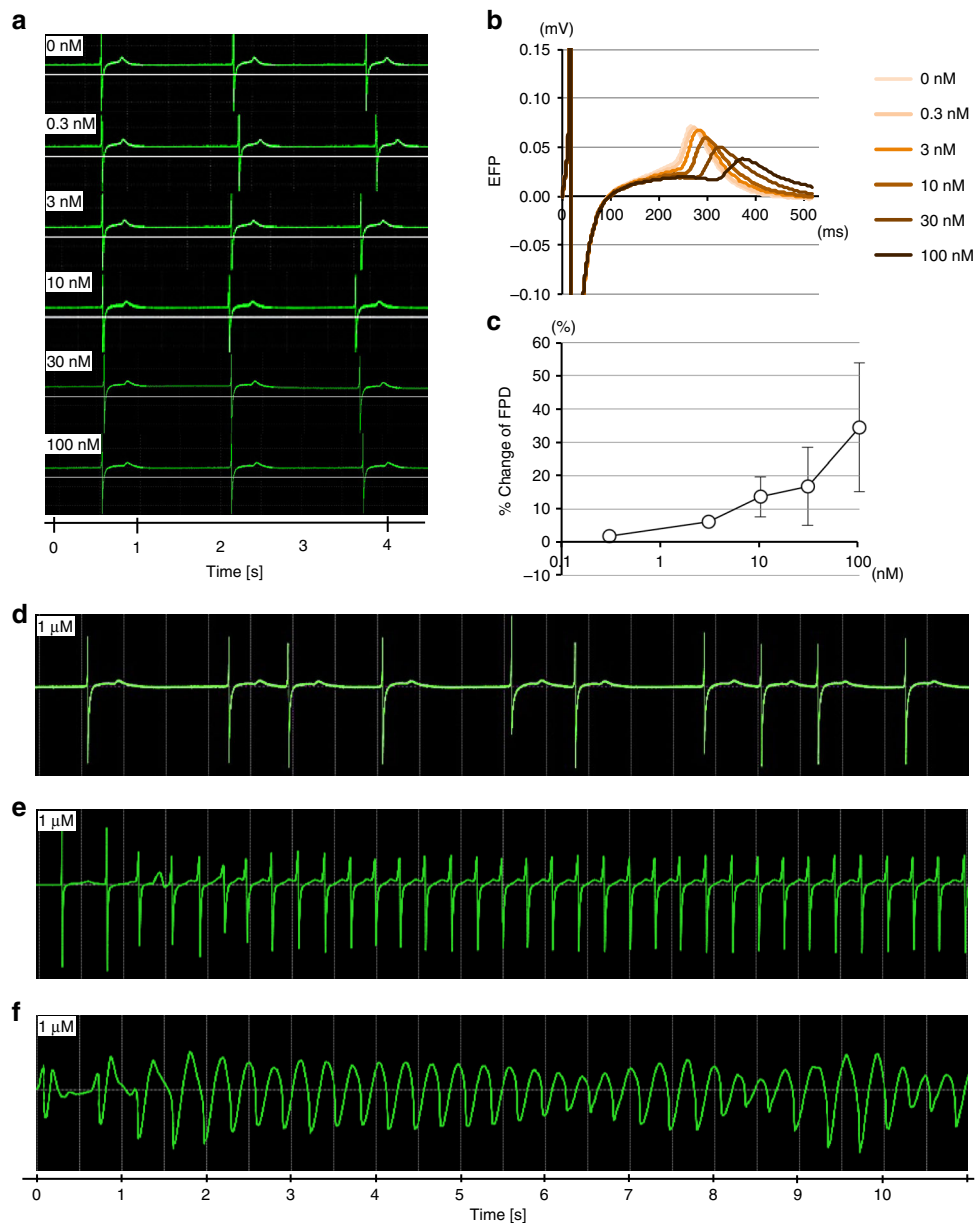 a
0 nM
0.3 nM
3 nM
10 nM
30 nM
100 nM
0 1 2 3 4
Time [s]
b
(mV)
0.15
0.10
0.05
0.00
–0.05
–0.10
EFP
0 100 200 300 400 500
(ms)
0 nM
0.3 nM
3 nM
10 nM
30 nM
100 nM
c
(%)
60
50
40
30
20
10
0
–10
% Change of FPD
0.1 1 10 100
(nM)
d
1 μM
e
1 μM
f
1 μM
0 1 2 3 4 5 6 7 8 9 10
Time [s]